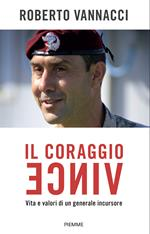 ROBERTO VANNACCI
IL CORAGGIO
VINCE
Vita e valori di un generale incursore
PIEMME